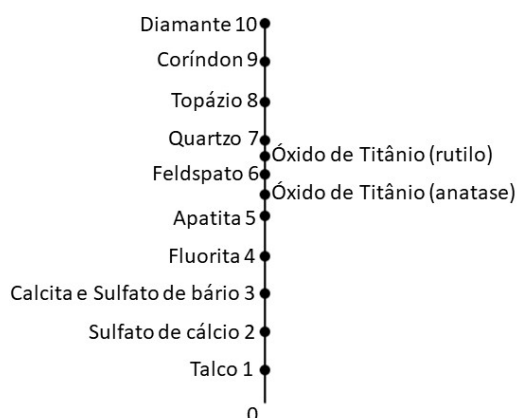 Diamante 10
Coríndon 9
Topázio 8
Quartzo 7
Óxido de Titânio (rutilo)
Feldspato 6
Óxido de Titânio (anatase)
Apatita 5
Fluorita 4
Calcita e Sulfato de bário 3
Sulfato de cálcio 2
Talco 1
0